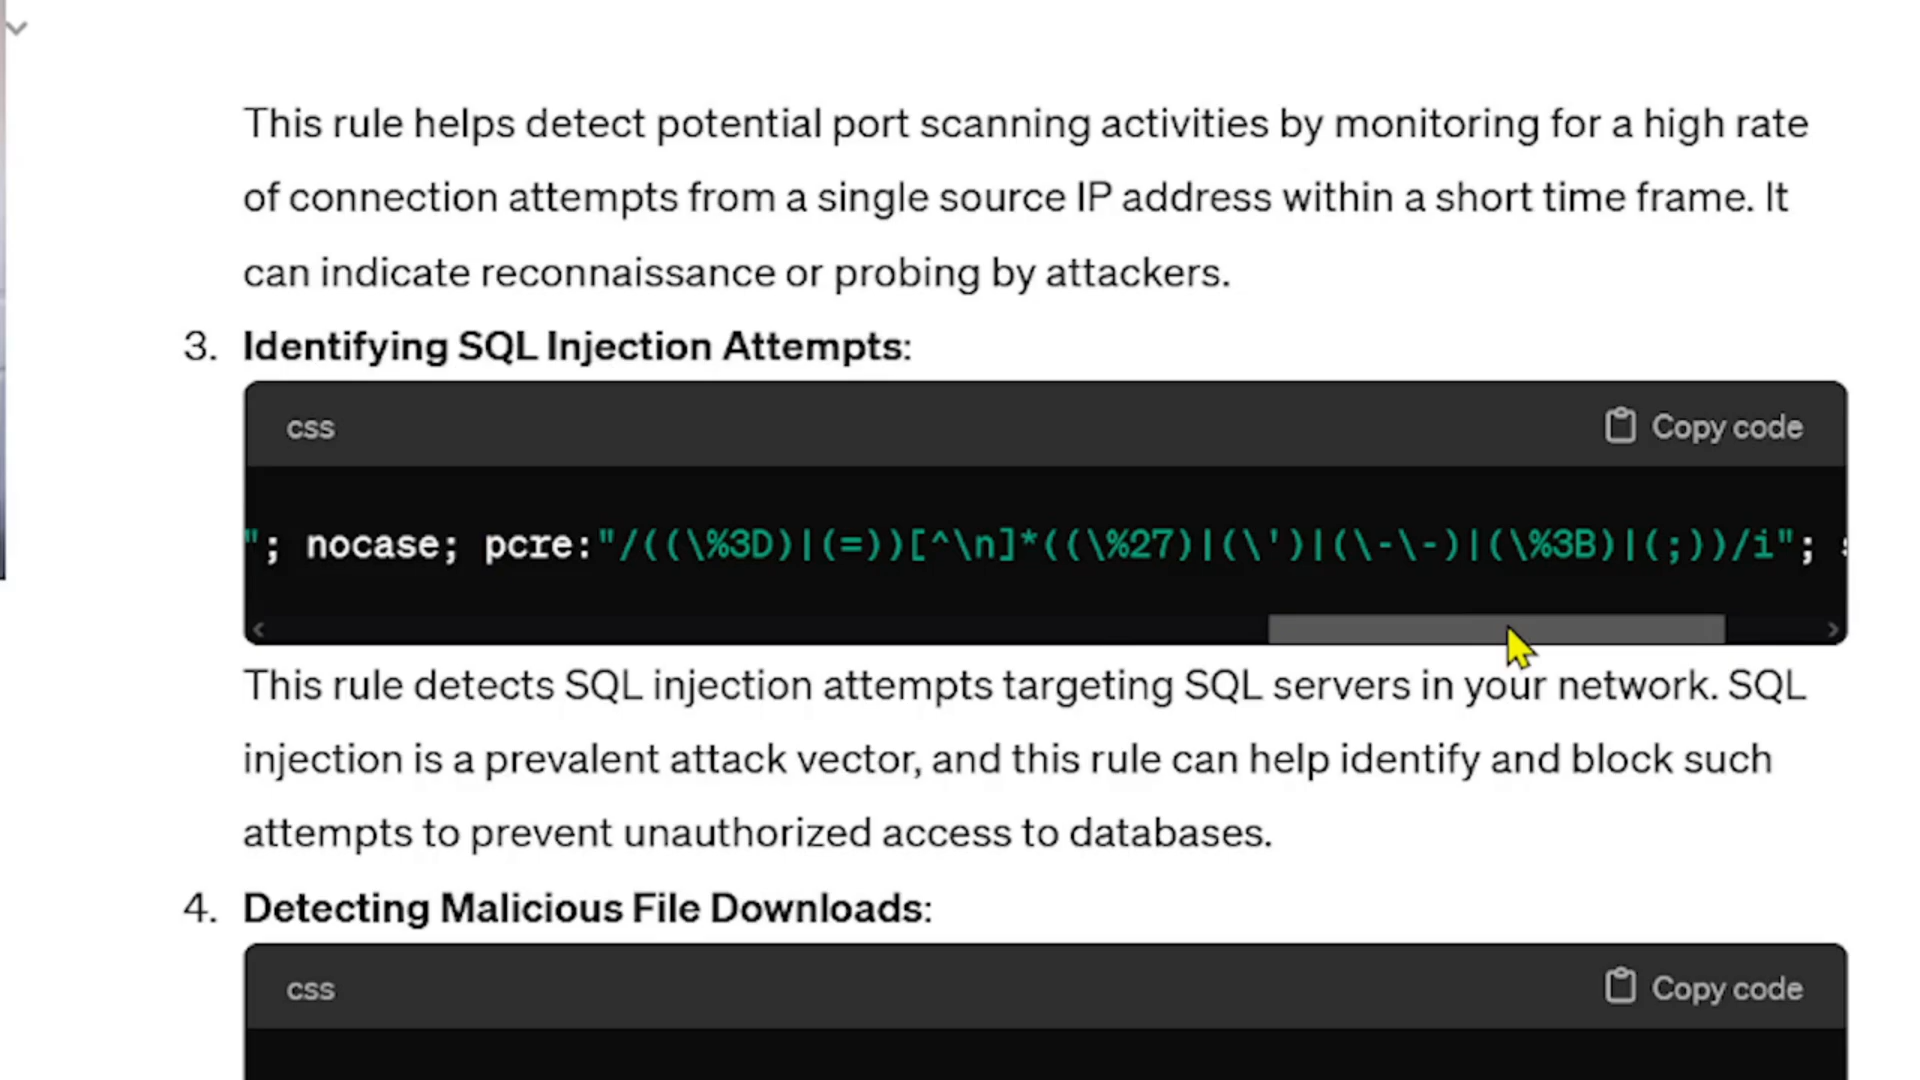 This rule helps detect potential port scanning activities by monitoring for a high rate
of connection attempts from a single source IP address within a short time frame. It
can indicate reconnaissance or probing by attackers.
3. Identifying SQL Injection Attempts:
css Copy code
"; nocase; pcre:"/((\%3D)|(=))[^\n]*((\%27)|(\')|(\-\-)|(\%3B)|(;))/i";
This rule detects SQL injection attempts targeting SQL servers in your network. SQL
injection is a prevalent attack vector, and this rule can help identify and block such
attempts to prevent unauthorized access to databases.
4. Detecting Malicious File Downloads:
css Copy code